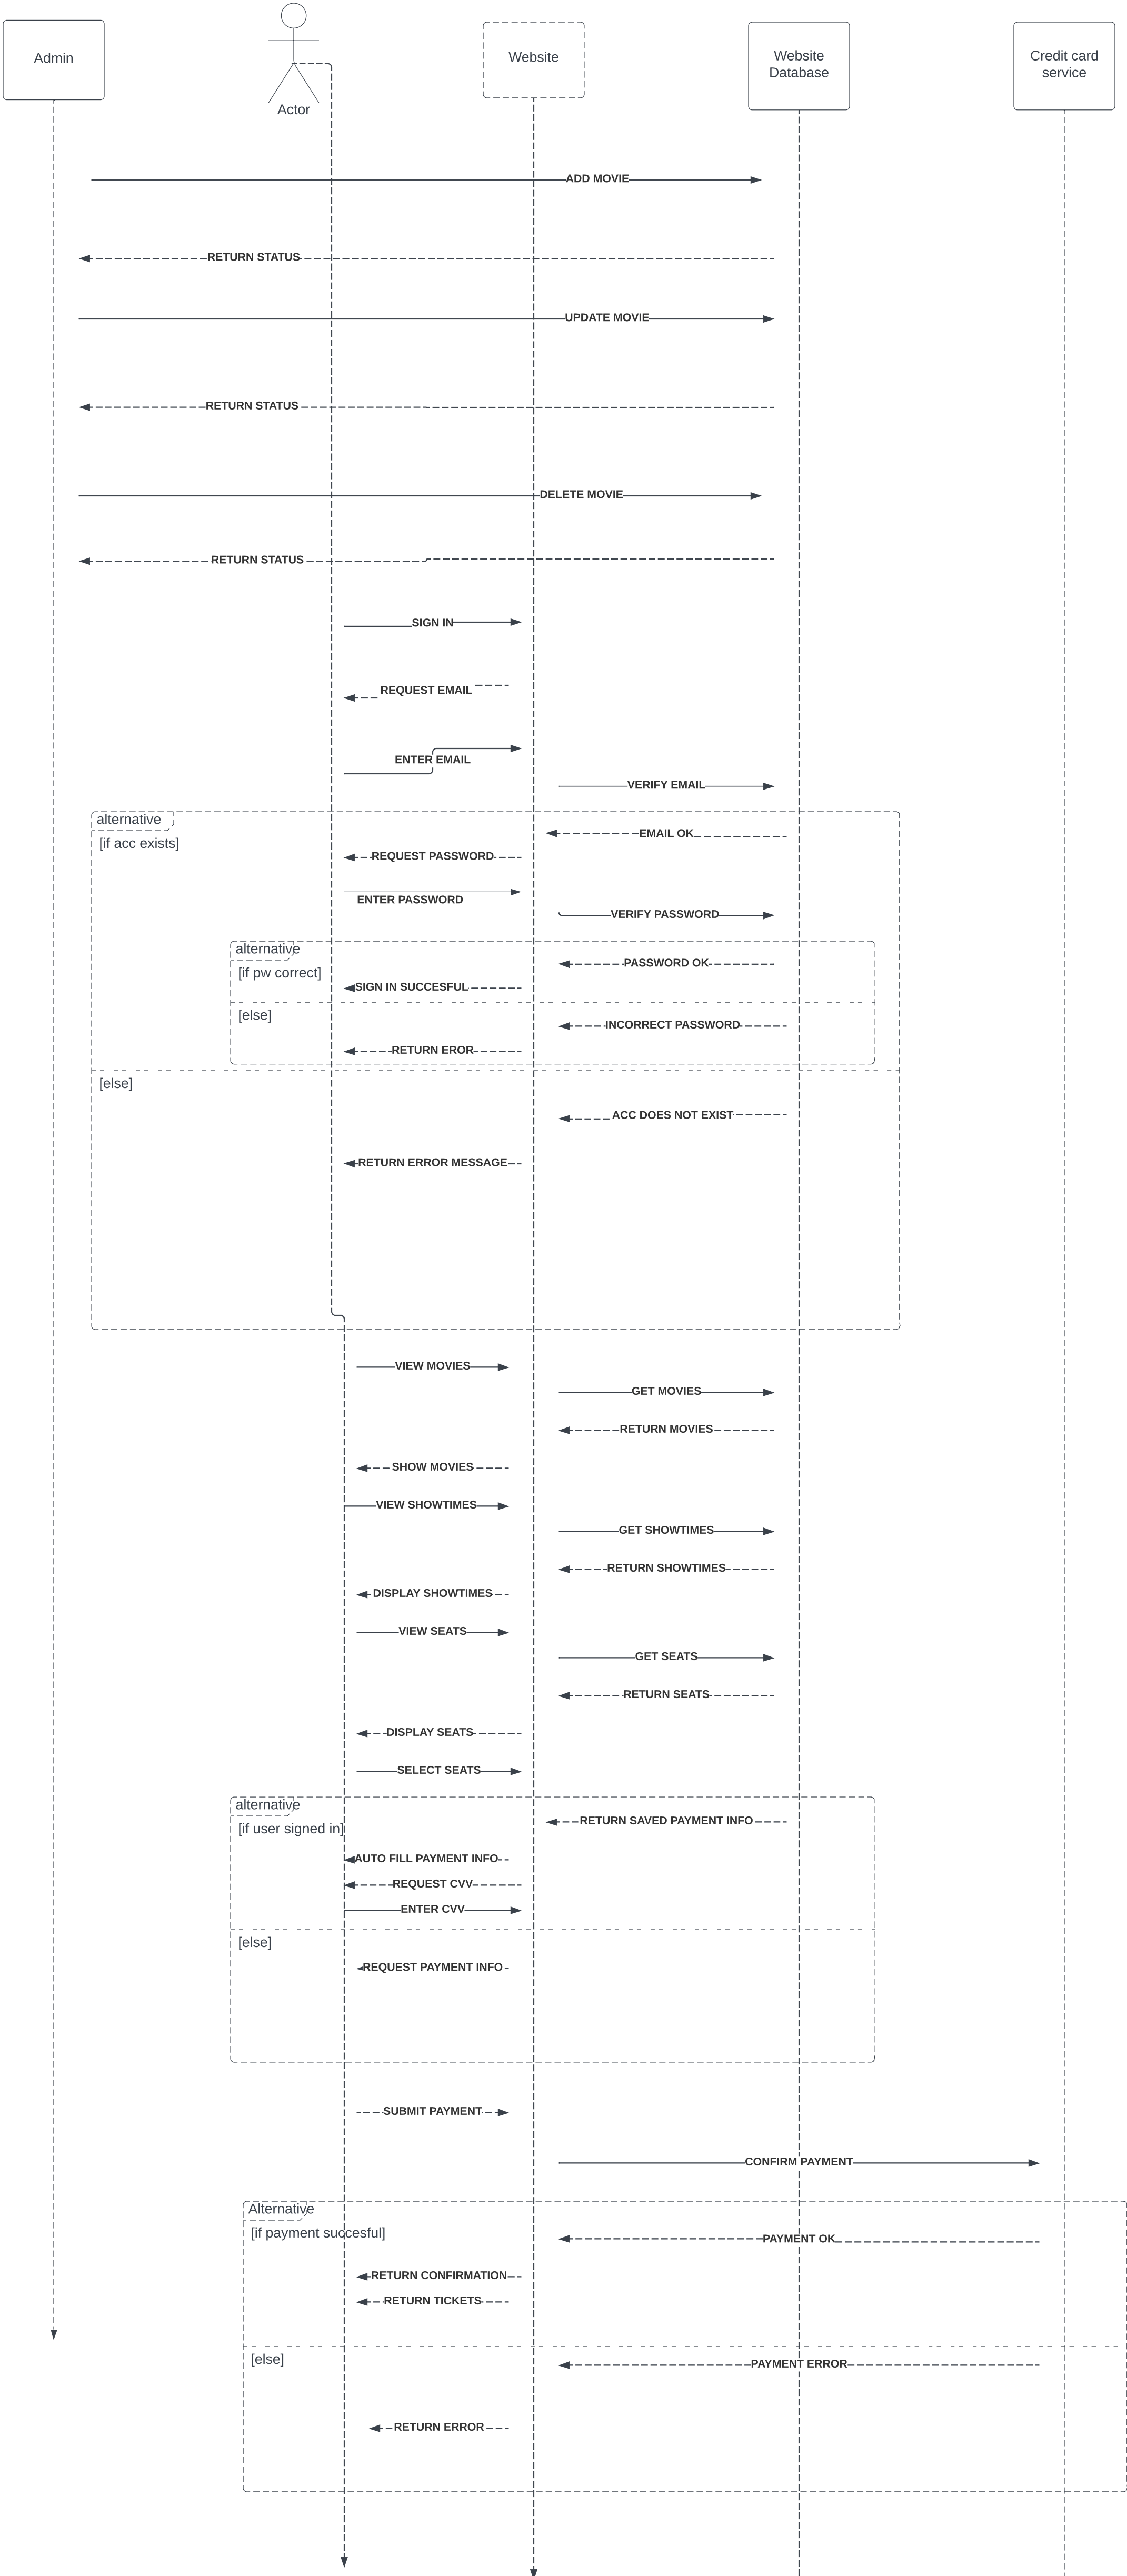 Admin
Actor
Website
Website
Database
Credit card
service
ADD MOVIE
RETURN STATUS
UPDATE MOVIE
RETURN STATUS
DELETE MOVIE
RETURN STATUS
SIGN IN
REQUEST EMAIL
ENTER EMAIL
VERIFY EMAIL
alternative
EMAIL OK
[if acc exists]
REQUEST PASSWORD
ENTER PASSWORD
VERIFY PASSWORD
alternative
PASSWORD OK
[if pw correct]
SIGN IN SUCCESFUL
[else]
INCORRECT PASSWORD
RETURN EROR
[else]
ACC DOES NOT EXIST
RETURN ERROR MESSAGE
VIEW MOVIES
GET MOVIES
RETURN MOVIES
SHOW MOVIES
VIEW SHOWTIMES
GET SHOWTIMES
RETURN SHOWTIMES
DISPLAY SHOWTIMES
VIEW SEATS
GET SEATS
RETURN SEATS
DISPLAY SEATS
SELECT SEATS
alternative
RETURN SAVED PAYMENT INFO
[if user signed in]
AUTO FILL PAYMENT INFO
REQUEST CVV
ENTER CVV
[else]
REQUEST PAYMENT INFO
SUBMIT PAYMENT
CONFIRM PAYMENT
Alternative
[if payment succesful]
PAYMENT OK
RETURN CONFIRMATION
RETURN TICKETS
[else]
PAYMENT ERROR
RETURN ERROR